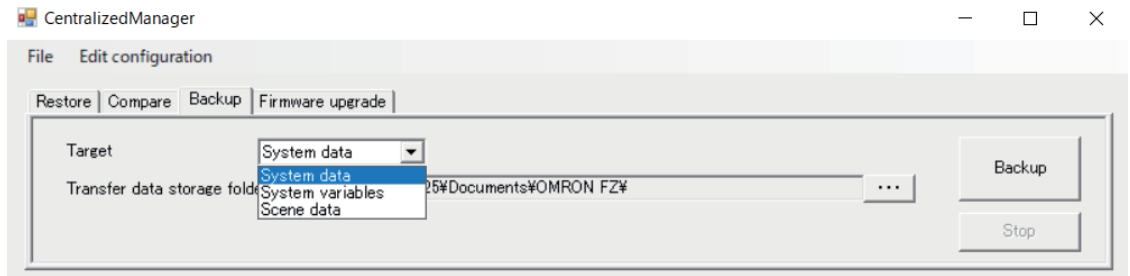 CentralizedManager
File Edit configuration
Restore Compare Backup Firmware upgrade
Target System data
Backup
System data
Transfer data storage 25¥Documents¥OMRON FZ¥ ...
System variables
Scene data
Stop